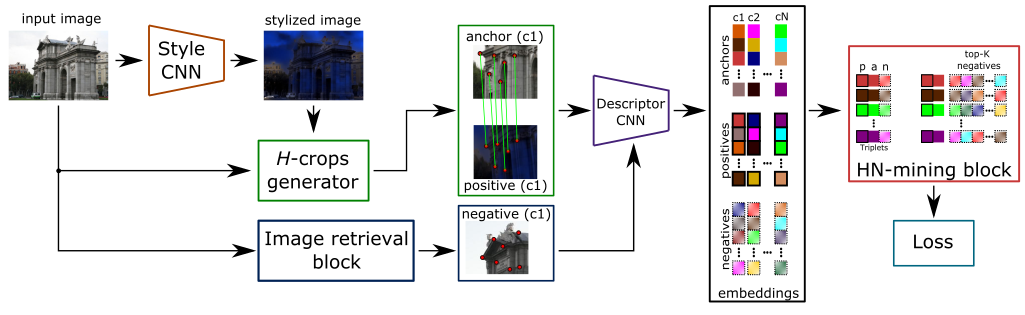 input image
Style
CNN
stylized image
H-crops
generator
Image retrieval
block
anchor (c1)
positive (c1)
negative (c1)
Descriptor
CNN
c1 c2 cN
anchors
positives
negatives
embeddings
top-K
negatives
p a n
Triplets
HN-mining block
Loss